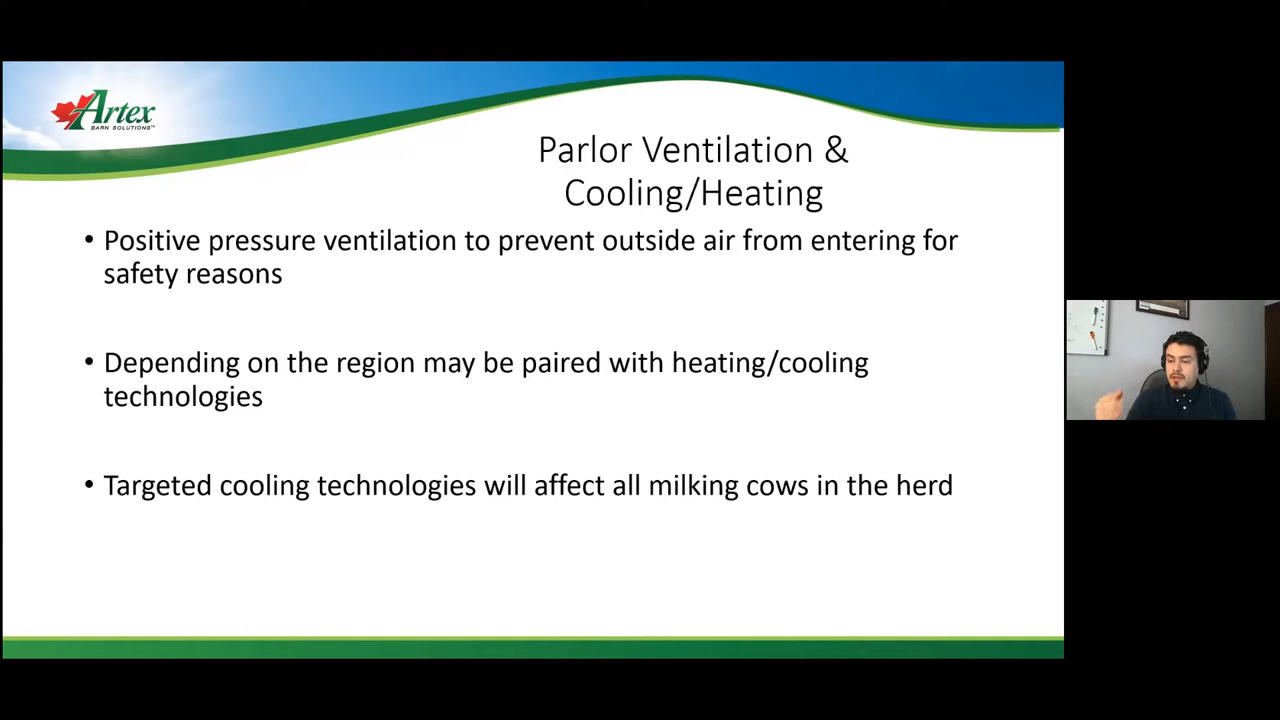 Artex
BARN SOLUTIONS™
Parlor Ventilation &
Cooling/Heating
• Positive pressure ventilation to prevent outside air from entering for
safety reasons
• Depending on the region may be paired with heating/cooling
technologies
• Targeted cooling technologies will affect all milking cows in the herd